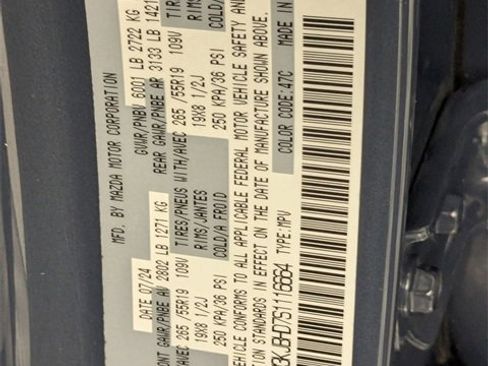 MFD. BY MAZDA MOTOR CORPORATION
DATE 07/24 GVWR/PNBV 6001 LB 2722 KG
GAWR/PNBE AV 2802 LB 1271 KG REAR GAWR/PNBE AR 3133 LB 1421
265 /55R19 109V TIRES/PNEUS WITH/AVEC 265 /55R19 109V
19X8 1/2J RIMS/JANTES 19X8 1/2J
250 KPA/36 PSI COLD/A FROID 250 KPA/36 PSI COLD/A
VEHICLE CONFORMS TO ALL APPLICABLE FEDERAL MOTOR VEHICLE SAFETY AND
STANDARDS IN EFFECT ON THE DATE OF MANUFACTURE SHOWN ABOVE.
TYPE:MPV COLOR CODE:47C MADE IN